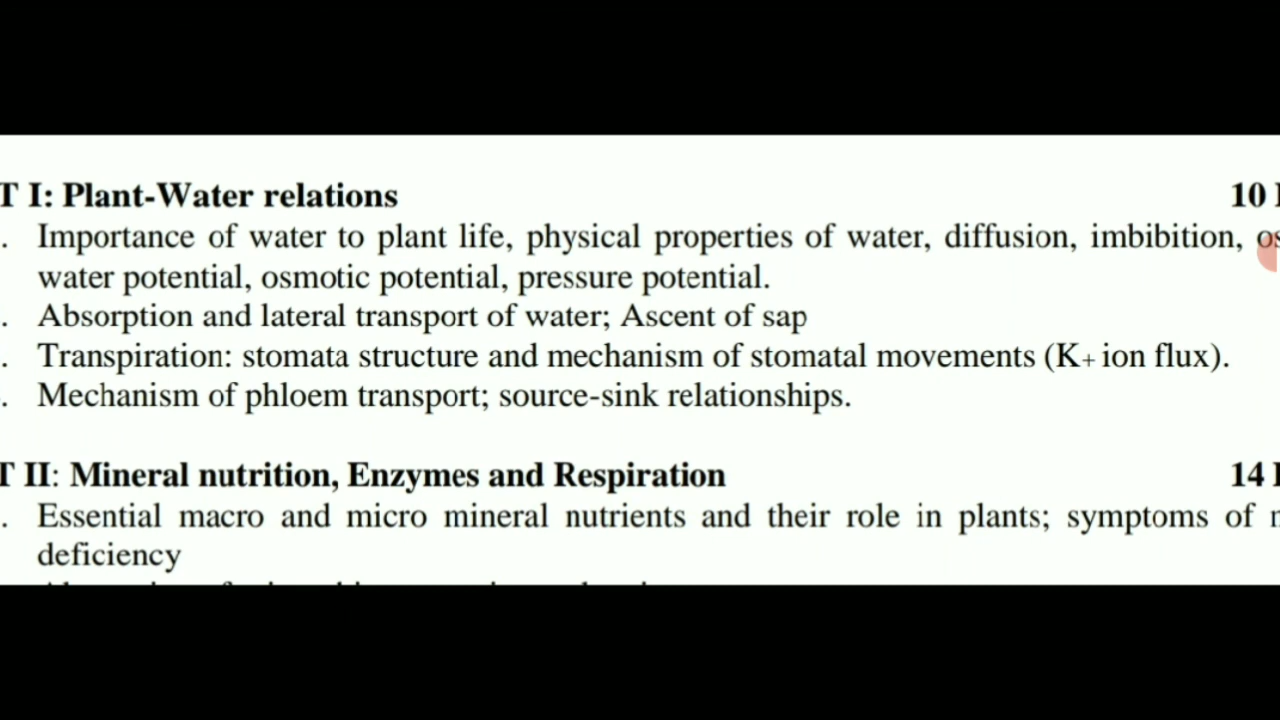 T I: Plant-Water relations 10
. Importance of water to plant life, physical properties of water, diffusion, imbibition,
water potential, osmotic potential, pressure potential.
. Absorption and lateral transport of water; Ascent of sap
. Transpiration: stomata structure and mechanism of stomatal movements (K+ ion flux).
. Mechanism of phloem transport; source-sink relationships.
T II: Mineral nutrition, Enzymes and Respiration 14
. Essential macro and micro mineral nutrients and their role in plants; symptoms of
deficiency